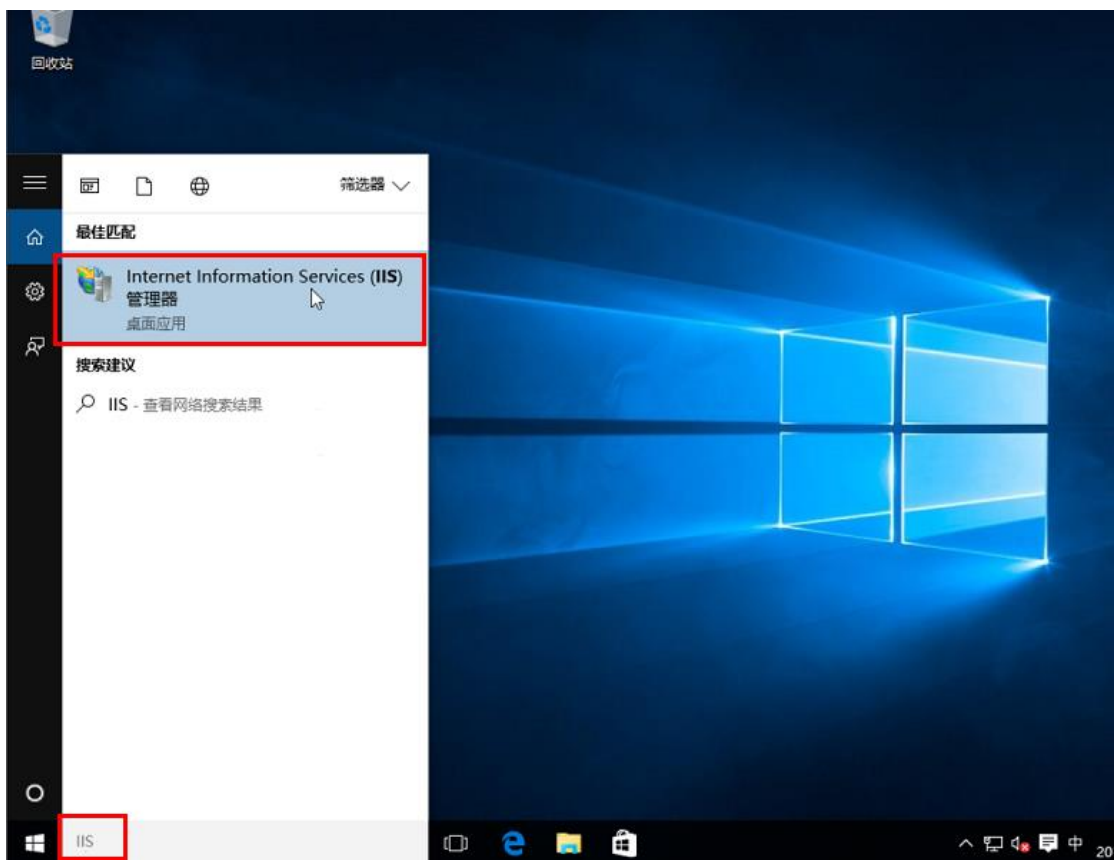 回收站
筛选器
最佳匹配
Internet Information Services (IIS)
管理器
桌面应用
搜索建议
IIS - 查看网络搜索结果
IIS
中
20